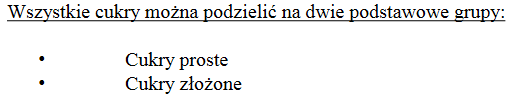 Wszystkie cukry można podzielić na dwie podstawowe grupy:
• Cukry proste
• Cukry złożone